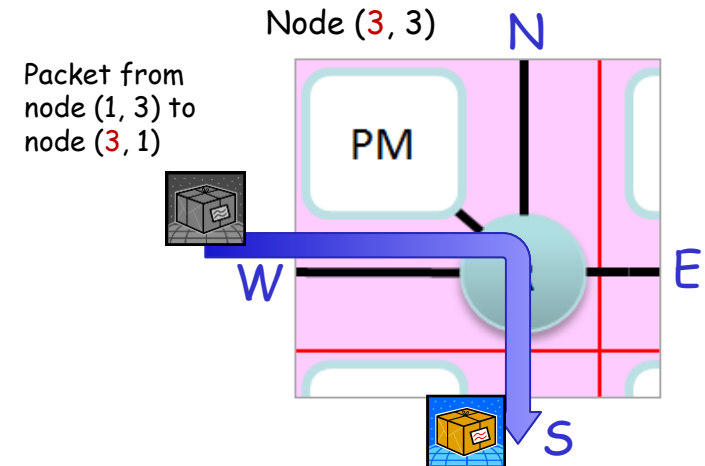 Node (3, 3)
N
Packet from
node (1, 3) to
node (3, 1)
PM
W
E
S